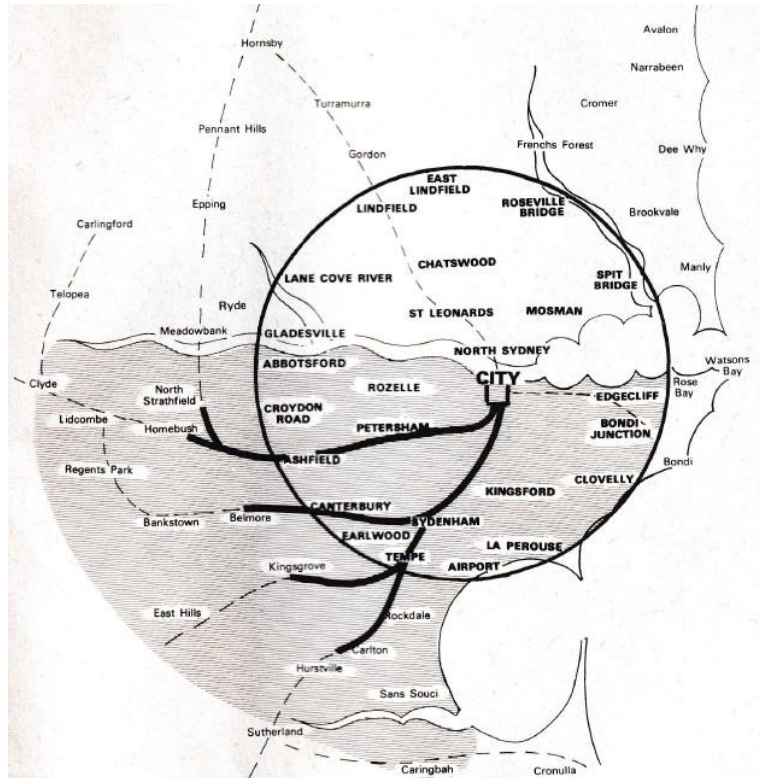 Avalon
Hornsby
Narrabeen
Turramurra
Cromer
Pennant Hills
Frenchs Forest
Dee Why
Gordon
EAST
LINDFIELD
Epping
LINDFIELD
ROSEVILLE
BRIDGE
Brookvale
Carlingford
CHATSWOOD
Manly
LANE COVE RIVER
SPIT
BRIDGE
Telopea
Ryde
ST LEONARDS
MOSMAN
Meadowbank
GLADESVILLE
NORTH SYDNEY
ABBOTSFORD
Watsons
Bay
CITY
Clyde
North
Strathfield
ROZELLE
Rose
Bay
EDGECLIFF
Lidcombe
CROYDON
ROAD
Homebush
PETERSHAM
BONDI
JUNCTION
ASHFIELD
Bondi
Regents Park
CLOVELLY
KINGSFORD
CANTERBURY
Bankstown
Belmore
SYDENHAM
EARLWOOD
LA PEROUSE
TEMPE
Kingsgrove
AIRPORT
East Hills
Rockdale
Carlton
Hurstville
Sans Souci
Sutherland
Caringbah
Cronulla